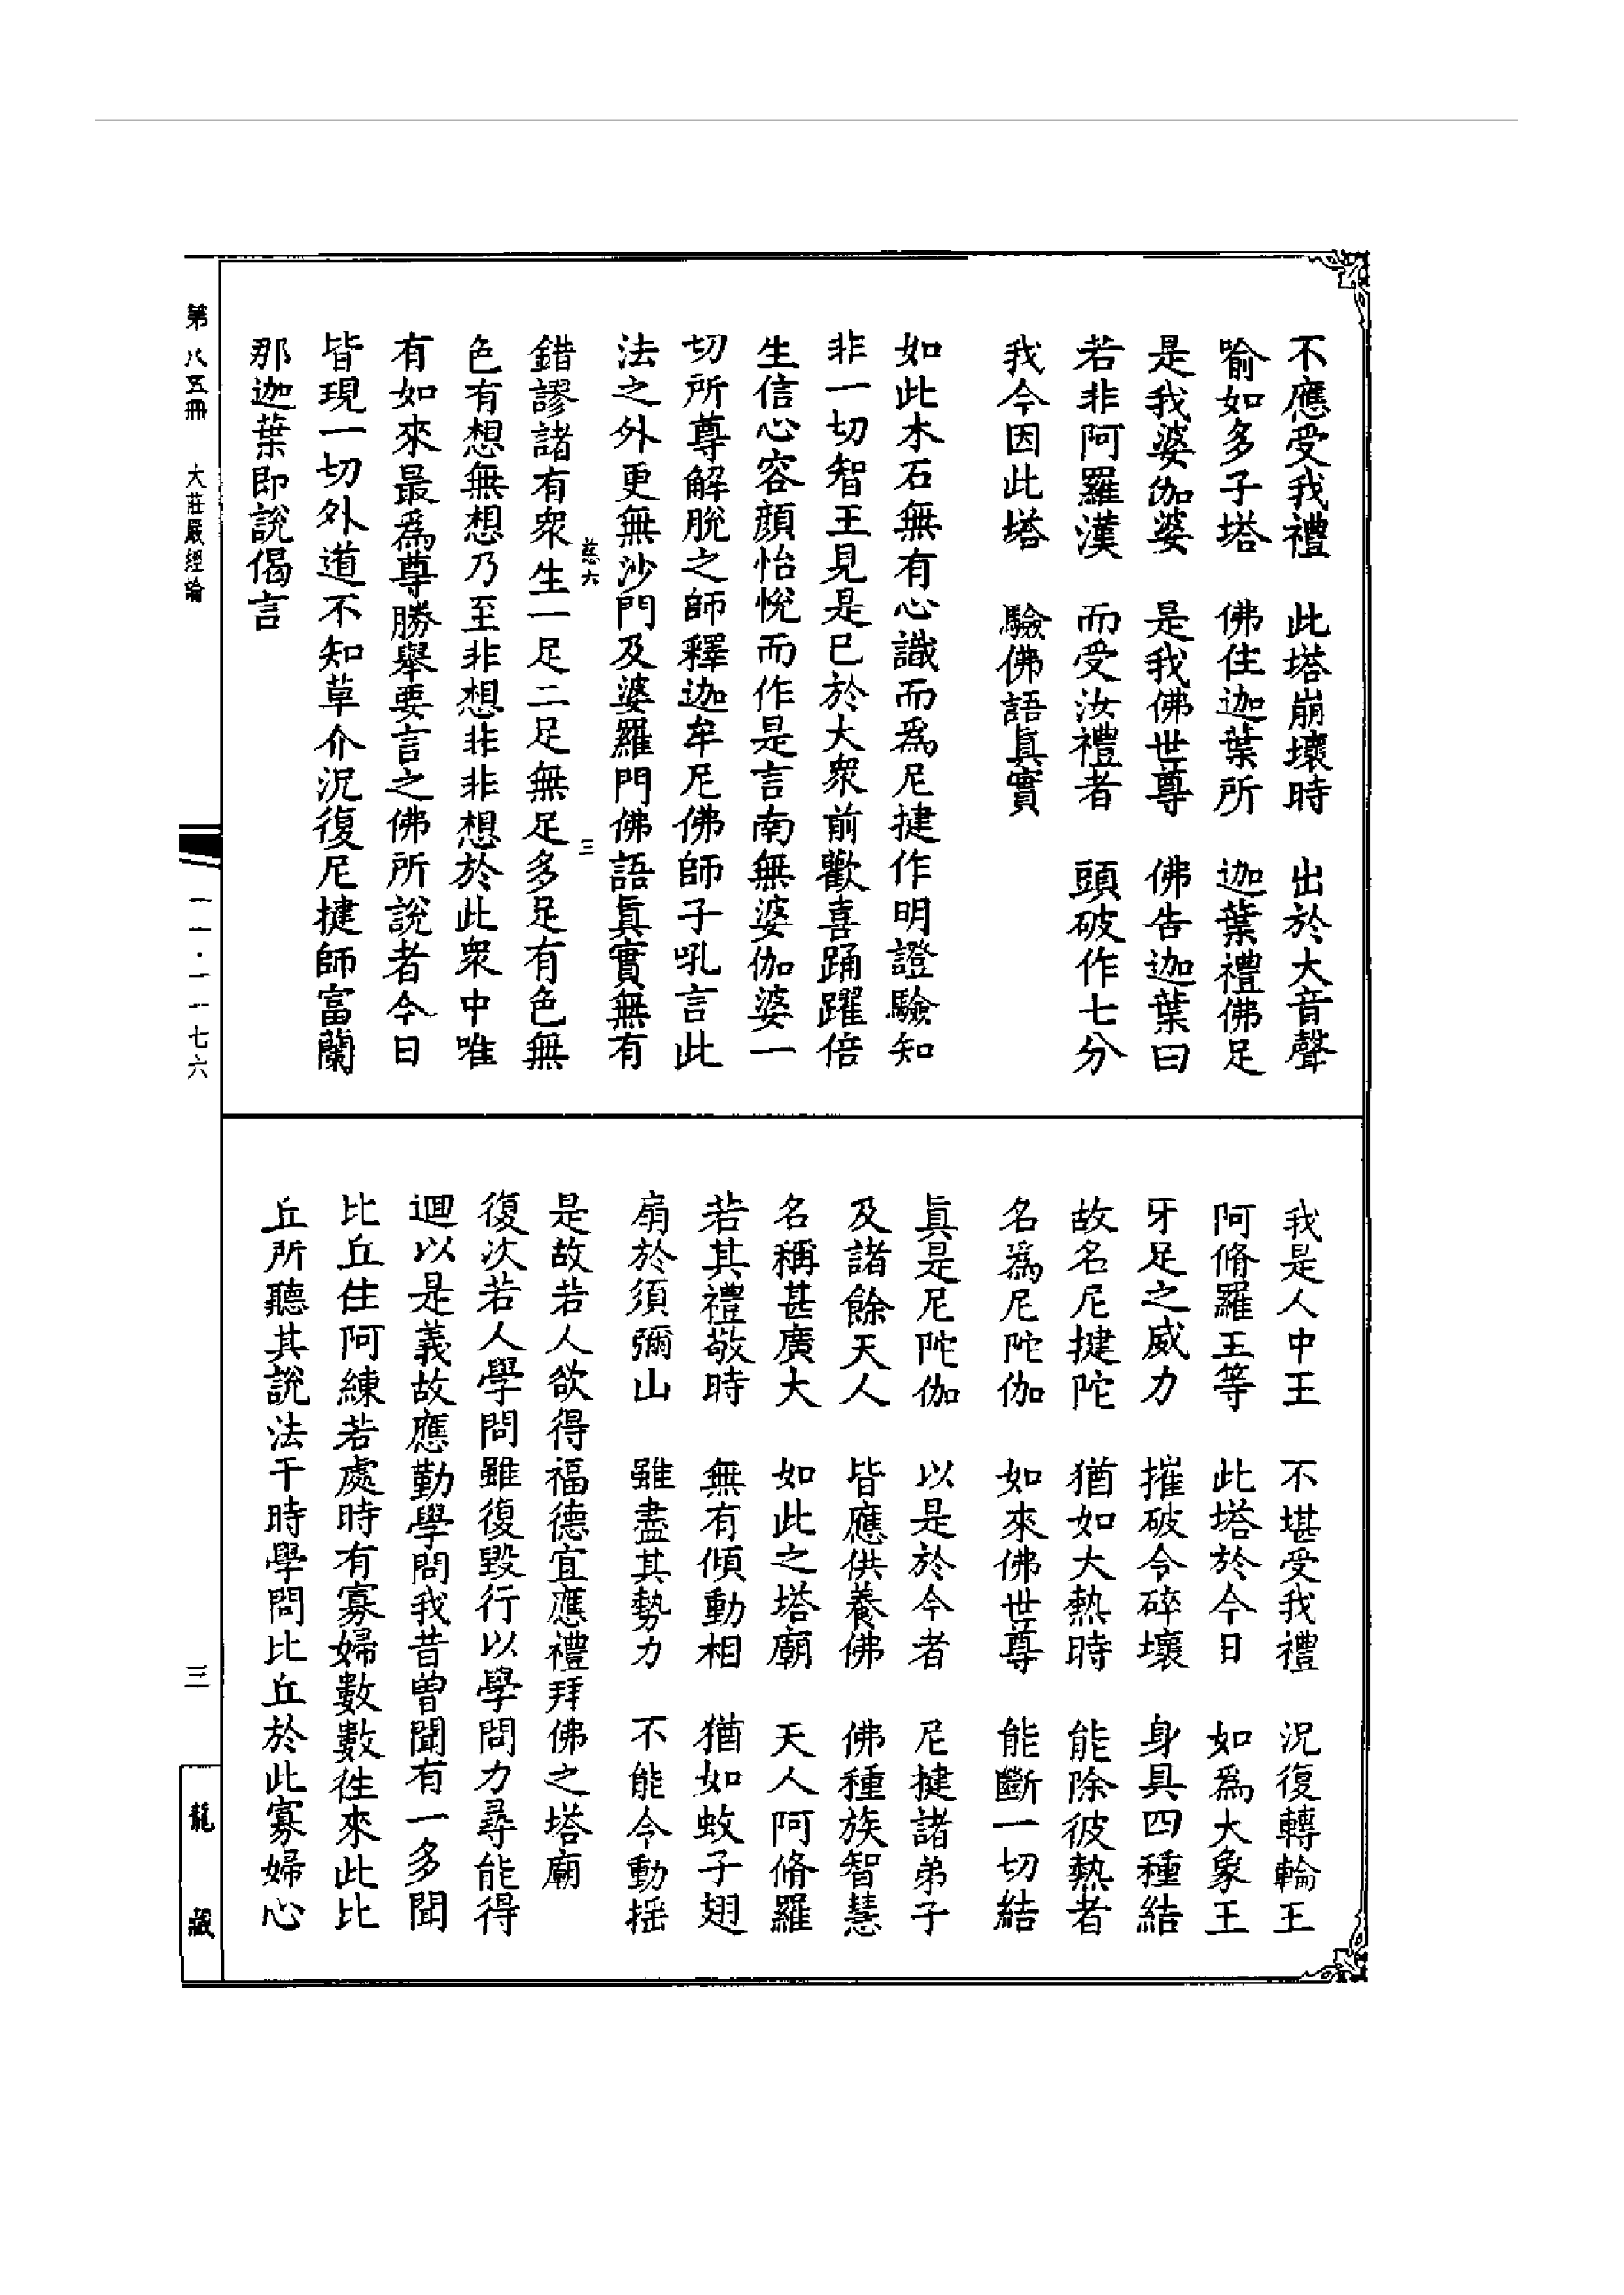 不應受我禮　此塔崩壞時　出於大音聲
喻如多子塔　佛住迦葉所　迦葉禮佛足
是我婆伽婆　是我佛世尊　佛告迦葉曰
若非阿羅漢　而受汝禮者　頭破作七分
我今因此塔　驗佛語眞實
如此木石無有心識而爲尼揵作明證驗知
非一切智王見是已於大衆前歡喜踊躍倍
生信心容顏怡悅而作是言南無婆伽婆一
切所尊解脫之師釋迦牟尼佛師子吼言此
法之外更無沙門及婆羅門佛語眞實無有
慈六　三
錯謬諸有衆生一足二足無足多足有色無
色有想無想乃至非想非非想於此衆中唯
有如來最爲尊勝舉要言之佛所說者今日
皆現一切外道不知草介況復尼揵師富蘭
那迦葉即說偈言
我是人中王　不堪受我禮　況復轉輪王
阿脩羅王等　此塔於今日　如爲大象王
牙足之威力　摧破令碎壞　身具四種結
故名尼揵陀　猶如大熱時　能除彼熱者
名爲尼陀伽　如來佛世尊　能斷一切結
眞是尼陀伽　以是於今者　尼揵諸弟子
及諸餘天人　皆應供養佛　佛種族智慧
名稱甚廣大　如此之塔廟　天人阿脩羅
若其禮敬時　無有傾動相　猶如蚊子翅
扇於須彌山　雖盡其勢力　不能令動搖
是故若人欲得福德宜應禮拜佛之塔廟
復次若人學問雖復毀行以學問力尋能得
迴以是義故應勤學問我昔曾聞有一多聞
比丘住阿練若處時有寡婦數數往來此比
丘所聽其說法于時學問比丘於此寡婦心
第八五冊　大莊嚴經論
一一·一一七六
三
龍藏